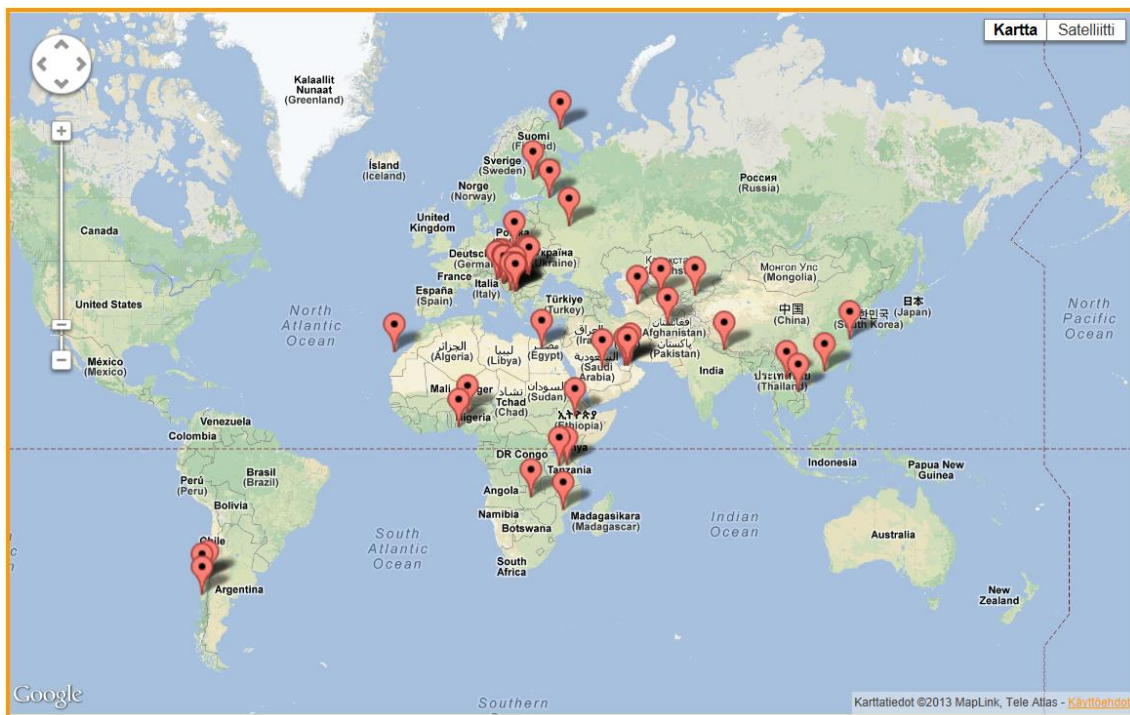 Kartta
Satelliitti
Kalaallit
Nunaat
(Greenland)
Suomi
Ísland
(Iceland)
Sverige
(Sweden)
Norge
(Norway)
Россия
(Russia)
Canada
United
Kingdom
Deutsch
France
España
(Spain)
Italia
(Italy)
Türkiye
(Turkey)
Монгол Улс
(Mongolia)
中国
(China)
日本
(Japan)
United States
North
Atlantic
Ocean
North
Pacific
Ocean
México
(Mexico)
الجزائر
(Algeria)
ليبيا
(Libya)
(Egypt)
(Saudi
Arabia)
Afghanistan)
پاکستان
(Pakistan)
India
(Thailand)
Mali
تشاد
Tchad
(Chad)
السودان
(Sudan)
ኢትዮጵያ
(Ethiopia)
Nigeria
Venezuela
Colombia
DR Congo
Tanzania
Indonesia
Papua New
Guinea
Perú
(Peru)
Brasil
(Brazil)
Bolivia
Angola
Namibia
Botswana
Madagasikara
(Madagascar)
South
Atlantic
Ocean
Indian
Ocean
Australia
Chile
Argentina
South
Africa
New
Zealand
Google
Southern
Karttatiedot ©2013 MapLink, Tele Atlas - Käyttöehdot